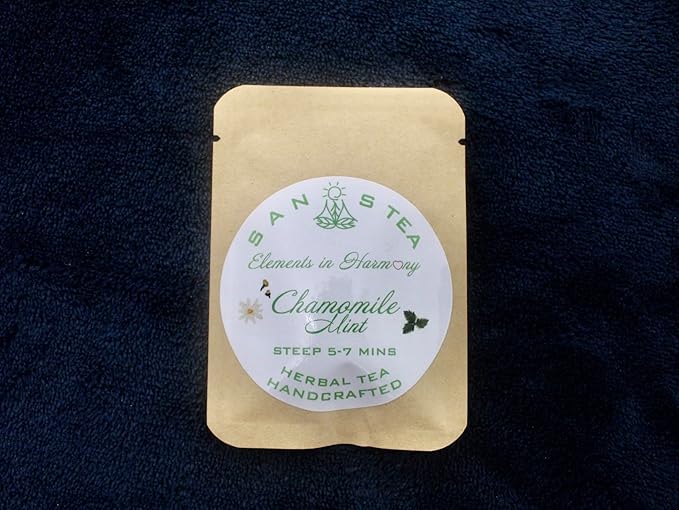 SAN STEA
Elements in Harmony
Chamomile
Mint
STEEP 5-7 MINS
HERBAL TEA
HANDCRAFTED